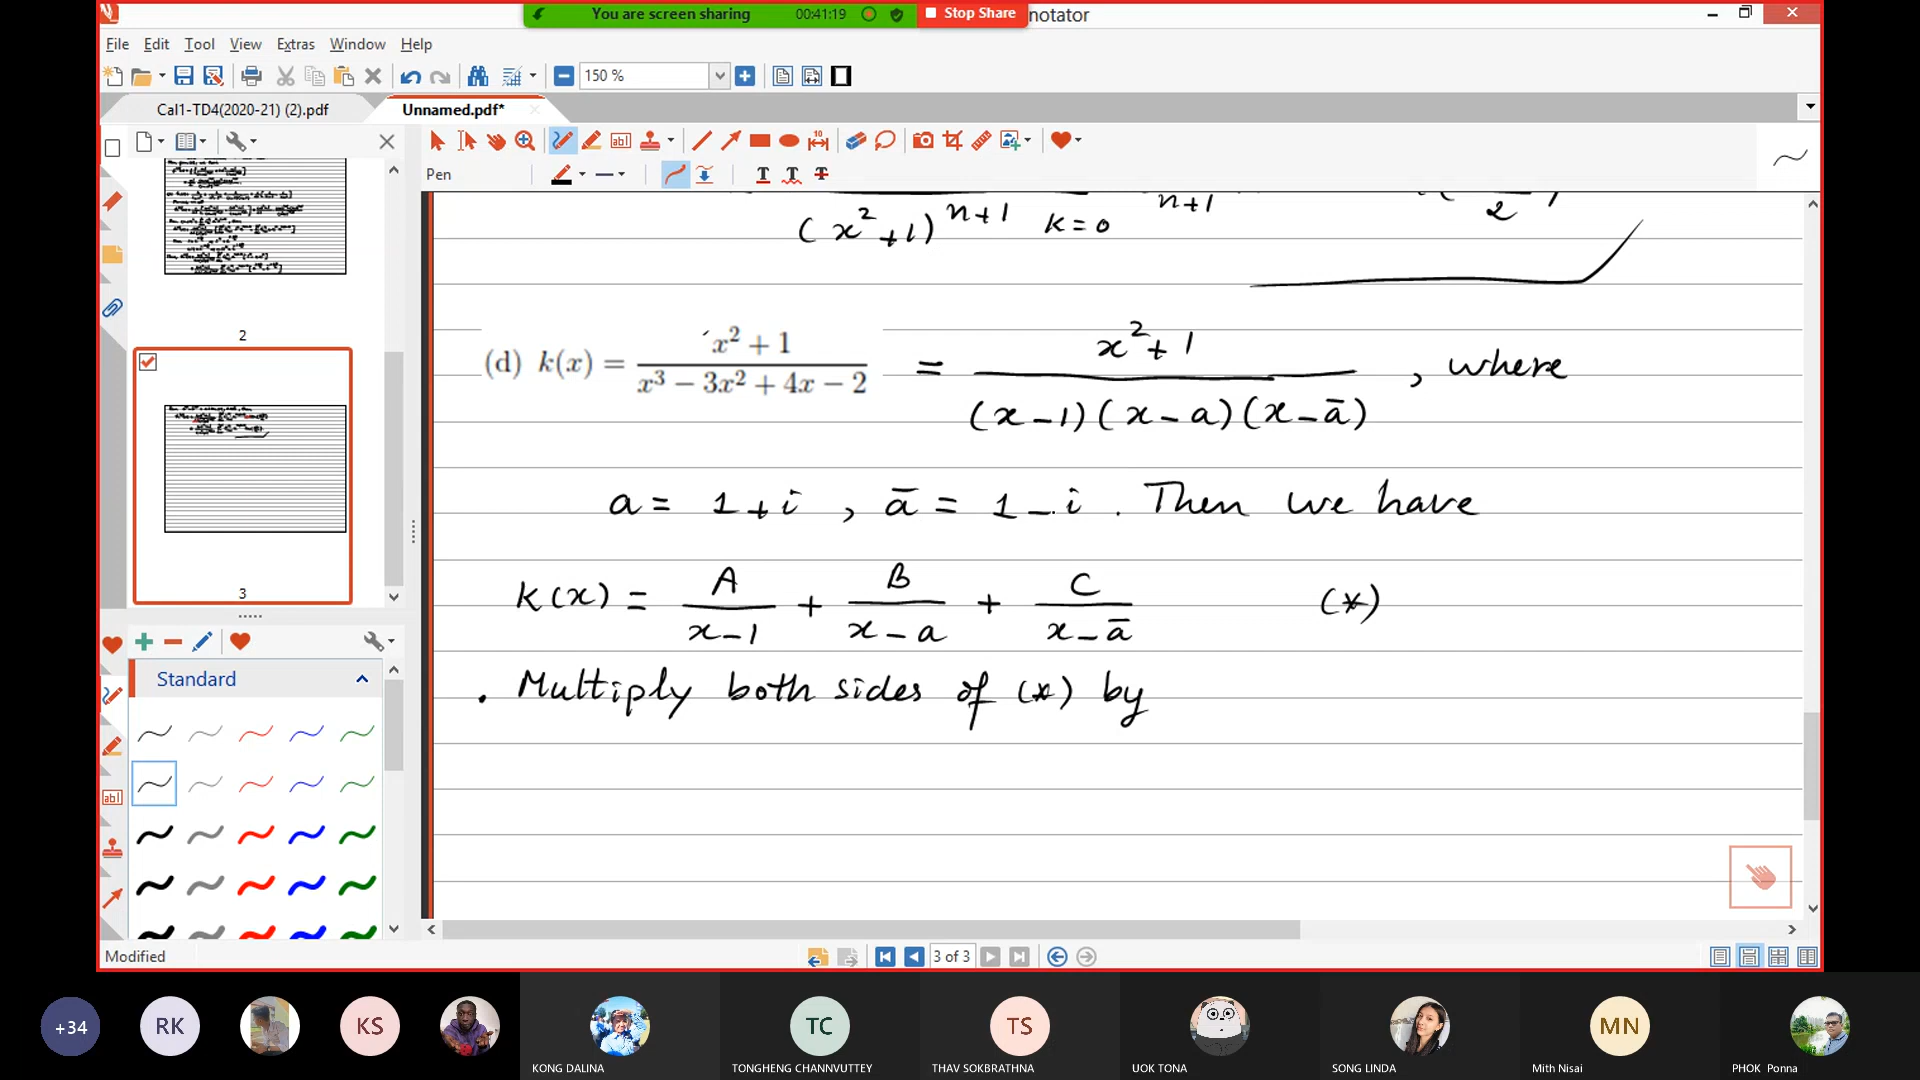 You are screen sharing 00:41:19 Stop Share notator
File Edit Tool View Extras Window Help
150 %
Cal1-TD4(2020-21) (2).pdf Unnamed.pdf*
Pen
(x²+1)ⁿ⁺¹ k=0 n+1 2
(d) k(x) = x² + 1 / x³ − 3x² + 4x − 2 = x²+1 / (x−1)(x−a)(x−ā) , where
a = 1+i , ā = 1−i . Then we have
k(x) = A/(x−1) + B/(x−a) + C/(x−ā) (*)
. Multiply both sides of (*) by
2
3
Standard
Modified
3 of 3
+34 RK KS TC TS MN
KONG DALINA TONGHENG CHANNVUTTEY THAV SOKBRATHNA UOK TONA SONG LINDA Mith Nisai PHOK Ponna